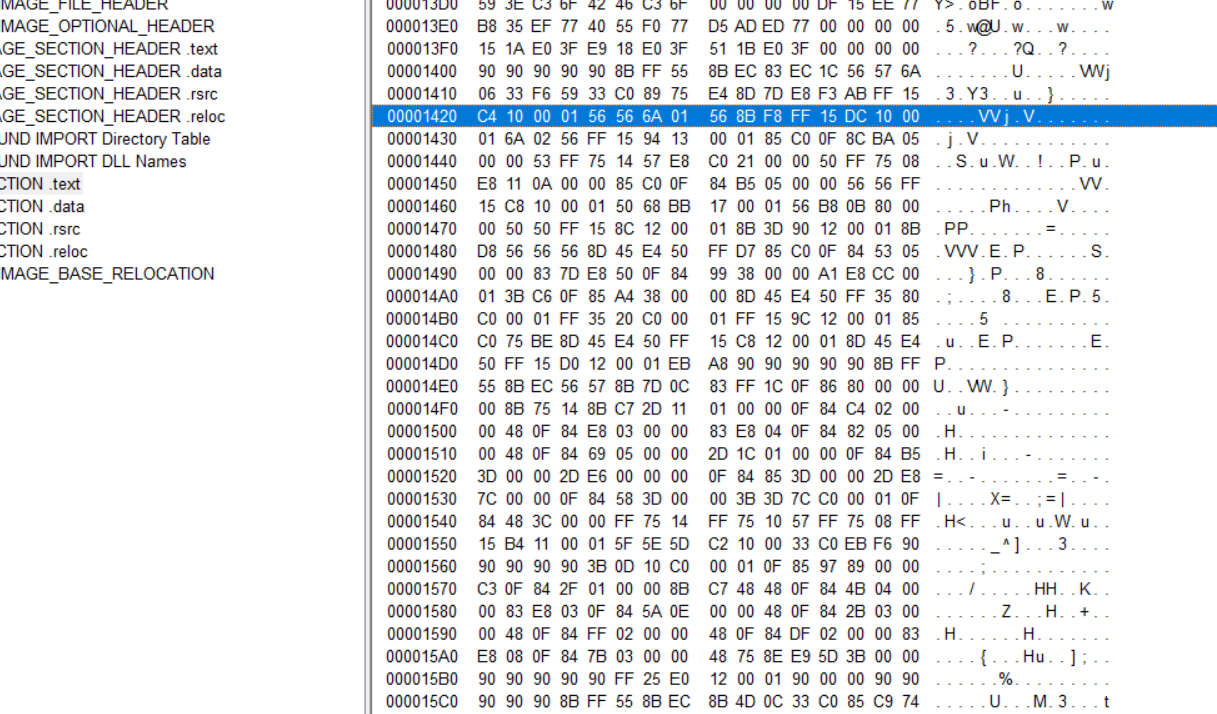 IMAGE_FILE_HEADER
IMAGE_OPTIONAL_HEADER
AGE_SECTION_HEADER .text
AGE_SECTION_HEADER .data
AGE_SECTION_HEADER .rsrc
AGE_SECTION_HEADER .reloc
UND IMPORT Directory Table
UND IMPORT DLL Names
CTION .text
CTION .data
CTION .rsrc
CTION .reloc
MAGE_BASE_RELOCATION
000013D0 59 3E C3 6F 42 46 C3 6F 00 00 00 00 DF 15 EE 77 Y>.oBF.o.......w
000013E0 B8 35 EF 77 40 55 F0 77 D5 AD ED 77 00 00 00 00 .5.w@U.w...w....
000013F0 15 1A E0 3F E9 18 E0 3F 51 1B E0 3F 00 00 00 00 ...?...?Q..?....
00001400 90 90 90 90 90 8B FF 55 8B EC 83 EC 1C 56 57 6A .......U.....VWj
00001410 06 33 F6 59 33 C0 89 75 E4 8D 7D E8 F3 AB FF 15 .3.Y3..u..}.....
00001420 C4 10 00 01 56 56 6A 01 56 8B F8 FF 15 DC 10 00 ....VVj.V.......
00001430 01 6A 02 56 FF 15 94 13 00 01 85 C0 0F 8C BA 05 .j.V............
00001440 00 00 53 FF 75 14 57 E8 C0 21 00 00 50 FF 75 08 ..S.u.W..!..P.u.
00001450 E8 11 0A 00 00 85 C0 0F 84 B5 05 00 00 56 56 FF .............VV.
00001460 15 C8 10 00 01 50 68 BB 17 00 01 56 B8 0B 80 00 .....Ph....V....
00001470 00 50 50 FF 15 8C 12 00 01 8B 3D 90 12 00 01 8B .PP.......=.....
00001480 D8 56 56 56 8D 45 E4 50 FF D7 85 C0 0F 84 53 05 .VVV.E.P......S.
00001490 00 00 83 7D E8 50 0F 84 99 38 00 00 A1 E8 CC 00 ...}.P...8......
000014A0 01 3B C6 0F 85 A4 38 00 00 8D 45 E4 50 FF 35 80 .;....8...E.P.5.
000014B0 C0 00 01 FF 35 20 C0 00 01 FF 15 9C 12 00 01 85 ....5 ..........
000014C0 C0 75 BE 8D 45 E4 50 FF 15 C8 12 00 01 8D 45 E4 .u..E.P.......E.
000014D0 50 FF 15 D0 12 00 01 EB A8 90 90 90 90 90 8B FF P...............
000014E0 55 8B EC 56 57 8B 7D 0C 83 FF 1C 0F 86 80 00 00 U..VW.}.........
000014F0 00 8B 75 14 8B C7 2D 11 01 00 00 0F 84 C4 02 00 ..u...-.........
00001500 00 48 0F 84 E8 03 00 00 83 E8 04 0F 84 82 05 00 .H..............
00001510 00 48 0F 84 69 05 00 00 2D 1C 01 00 00 0F 84 B5 .H..i...-.......
00001520 3D 00 00 2D E6 00 00 00 0F 84 85 3D 00 00 2D E8 =..-.......=..-.
00001530 7C 00 00 0F 84 58 3D 00 00 3B 3D 7C C0 00 01 0F |....X=..;=|....
00001540 84 48 3C 00 00 FF 75 14 FF 75 10 57 FF 75 08 FF .H<...u..u.W.u..
00001550 15 B4 11 00 01 5F 5E 5D C2 10 00 33 C0 EB F6 90 ....._^]...3....
00001560 90 90 90 90 3B 0D 10 C0 00 01 0F 85 97 89 00 00 ....;...........
00001570 C3 0F 84 2F 01 00 00 8B C7 48 48 0F 84 4B 04 00 .../.....HH..K..
00001580 00 83 E8 03 0F 84 5A 0E 00 00 48 0F 84 2B 03 00 ......Z...H..+..
00001590 00 48 0F 84 FF 02 00 00 48 0F 84 DF 02 00 00 83 .H......H.......
000015A0 E8 08 0F 84 7B 03 00 00 48 75 8E E9 5D 3B 00 00 ....{...Hu..];..
000015B0 90 90 90 90 90 FF 25 E0 12 00 01 90 00 00 90 90 ......%.........
000015C0 90 90 90 8B FF 55 8B EC 8B 4D 0C 33 C0 85 C9 74 .....U...M.3...t